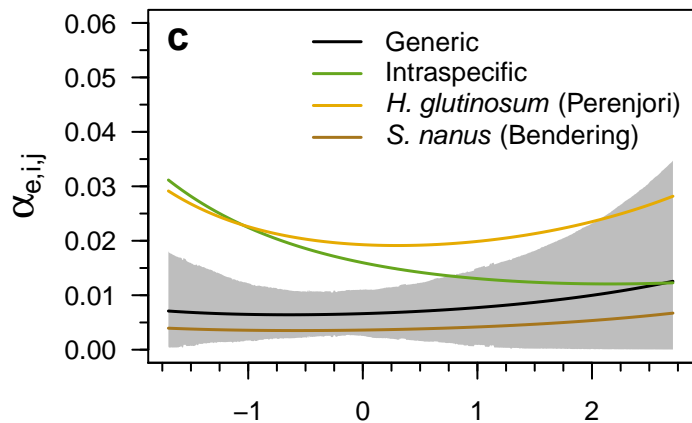 c
Generic
Intraspecific
H. glutinosum (Perenjori)
S. nanus (Bendering)
αe,i,j
0.06
0.05
0.04
0.03
0.02
0.01
0.00
−1 0 1 2